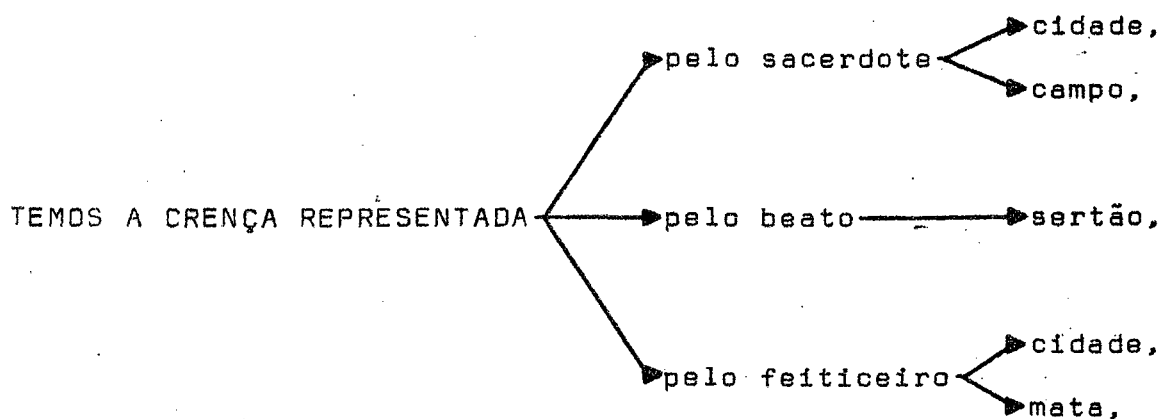 cidade,
pelo sacerdote
campo,
TEMOS A CRENÇA REPRESENTADA
pelo beato
sertão,
cidade,
pelo feiticeiro
mata,